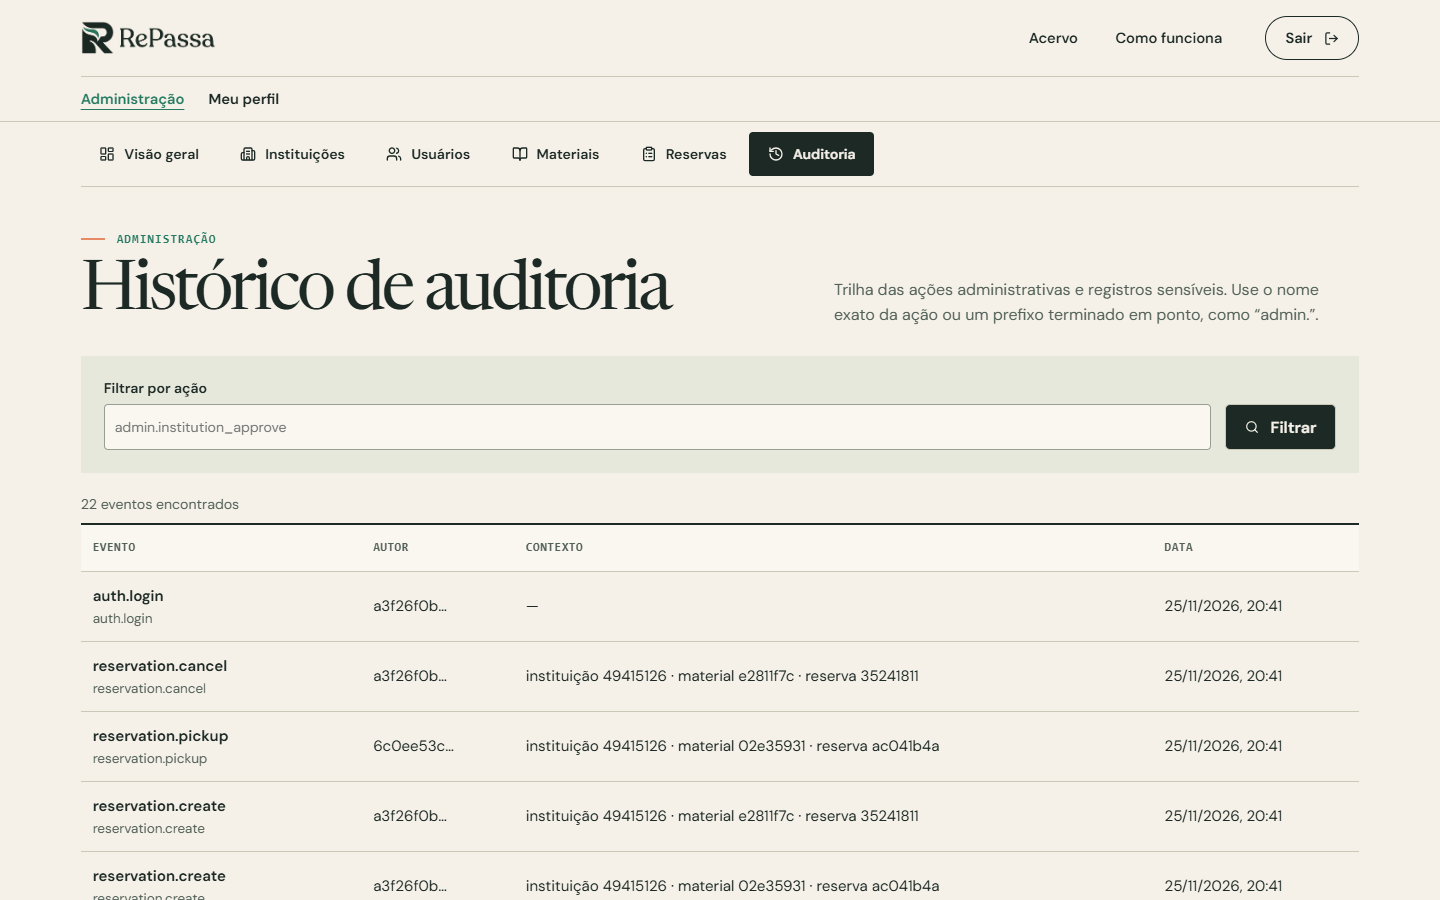 RePassa
Acervo
Como funciona
Sair
Administração
Meu perfil
Visão geral
Instituições
Usuários
Materiais
Reservas
Auditoria
ADMINISTRAÇÃO
Histórico de auditoria
Trilha das ações administrativas e registros sensíveis. Use o nome
exato da ação ou um prefixo terminado em ponto, como “admin.”.
Filtrar por ação
admin.institution_approve
Filtrar
22 eventos encontrados
EVENTO AUTOR CONTEXTO DATA
auth.login
auth.login
a3f26f0b…
—
25/11/2026, 20:41
reservation.cancel
reservation.cancel
a3f26f0b…
instituição 49415126 · material e2811f7c · reserva 35241811
25/11/2026, 20:41
reservation.pickup
reservation.pickup
6c0ee53c…
instituição 49415126 · material 02e35931 · reserva ac041b4a
25/11/2026, 20:41
reservation.create
reservation.create
a3f26f0b…
instituição 49415126 · material e2811f7c · reserva 35241811
25/11/2026, 20:41
reservation.create
reservation.create
a3f26f0b…
instituição 49415126 · material 02e35931 · reserva ac041b4a
25/11/2026, 20:41